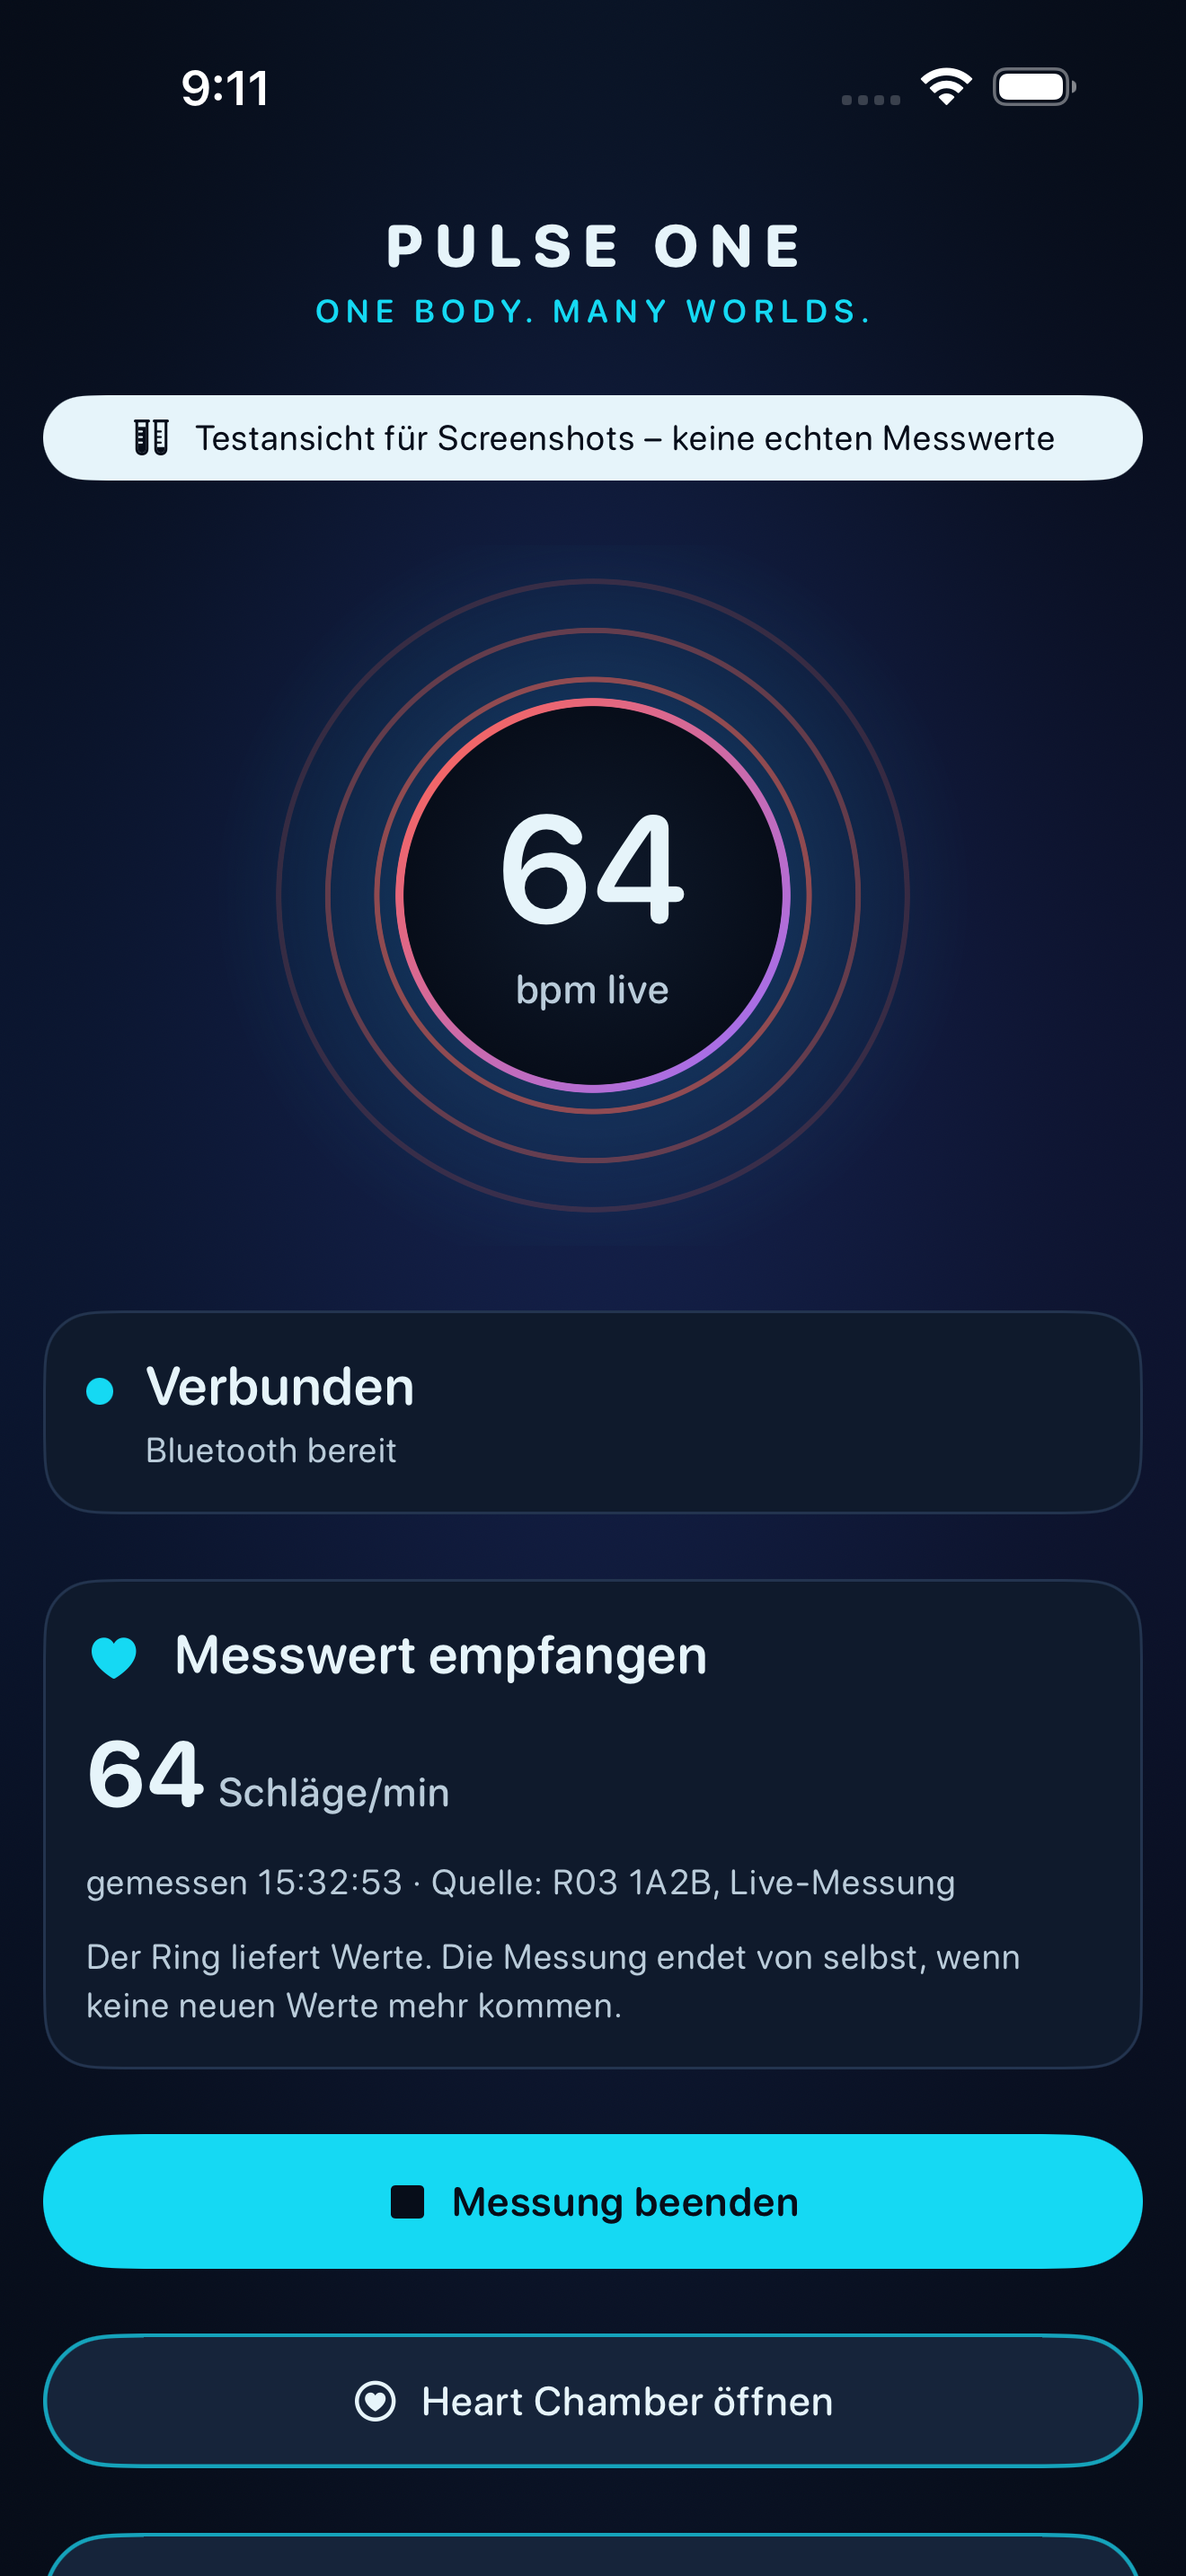 9:11
PULSE ONE
ONE BODY. MANY WORLDS.
Testansicht für Screenshots – keine echten Messwerte
64
bpm live
Verbunden
Bluetooth bereit
Messwert empfangen
64 Schläge/min
gemessen 15:32:53 · Quelle: R03 1A2B, Live-Messung
Der Ring liefert Werte. Die Messung endet von selbst, wenn
keine neuen Werte mehr kommen.
Messung beenden
Heart Chamber öffnen